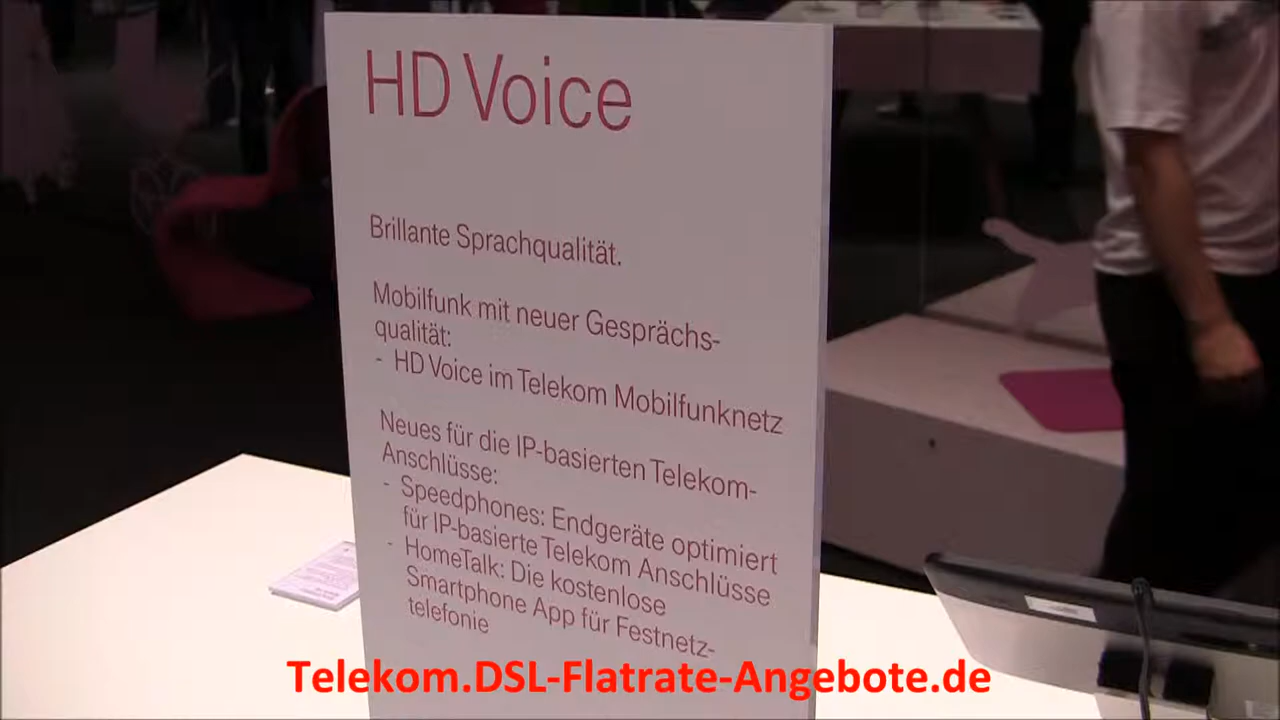 HD Voice
Brillante Sprachqualität.
Mobilfunk mit neuer Gesprächs-
qualität:
- HD Voice im Telekom Mobilfunknetz
Neues für die IP-basierten Telekom-
Anschlüsse:
- Speedphones: Endgeräte optimiert
für IP-basierte Telekom Anschlüsse
- HomeTalk: Die kostenlose
Smartphone App für Festnetz-
telefonie
Telekom.DSL-Flatrate-Angebote.de